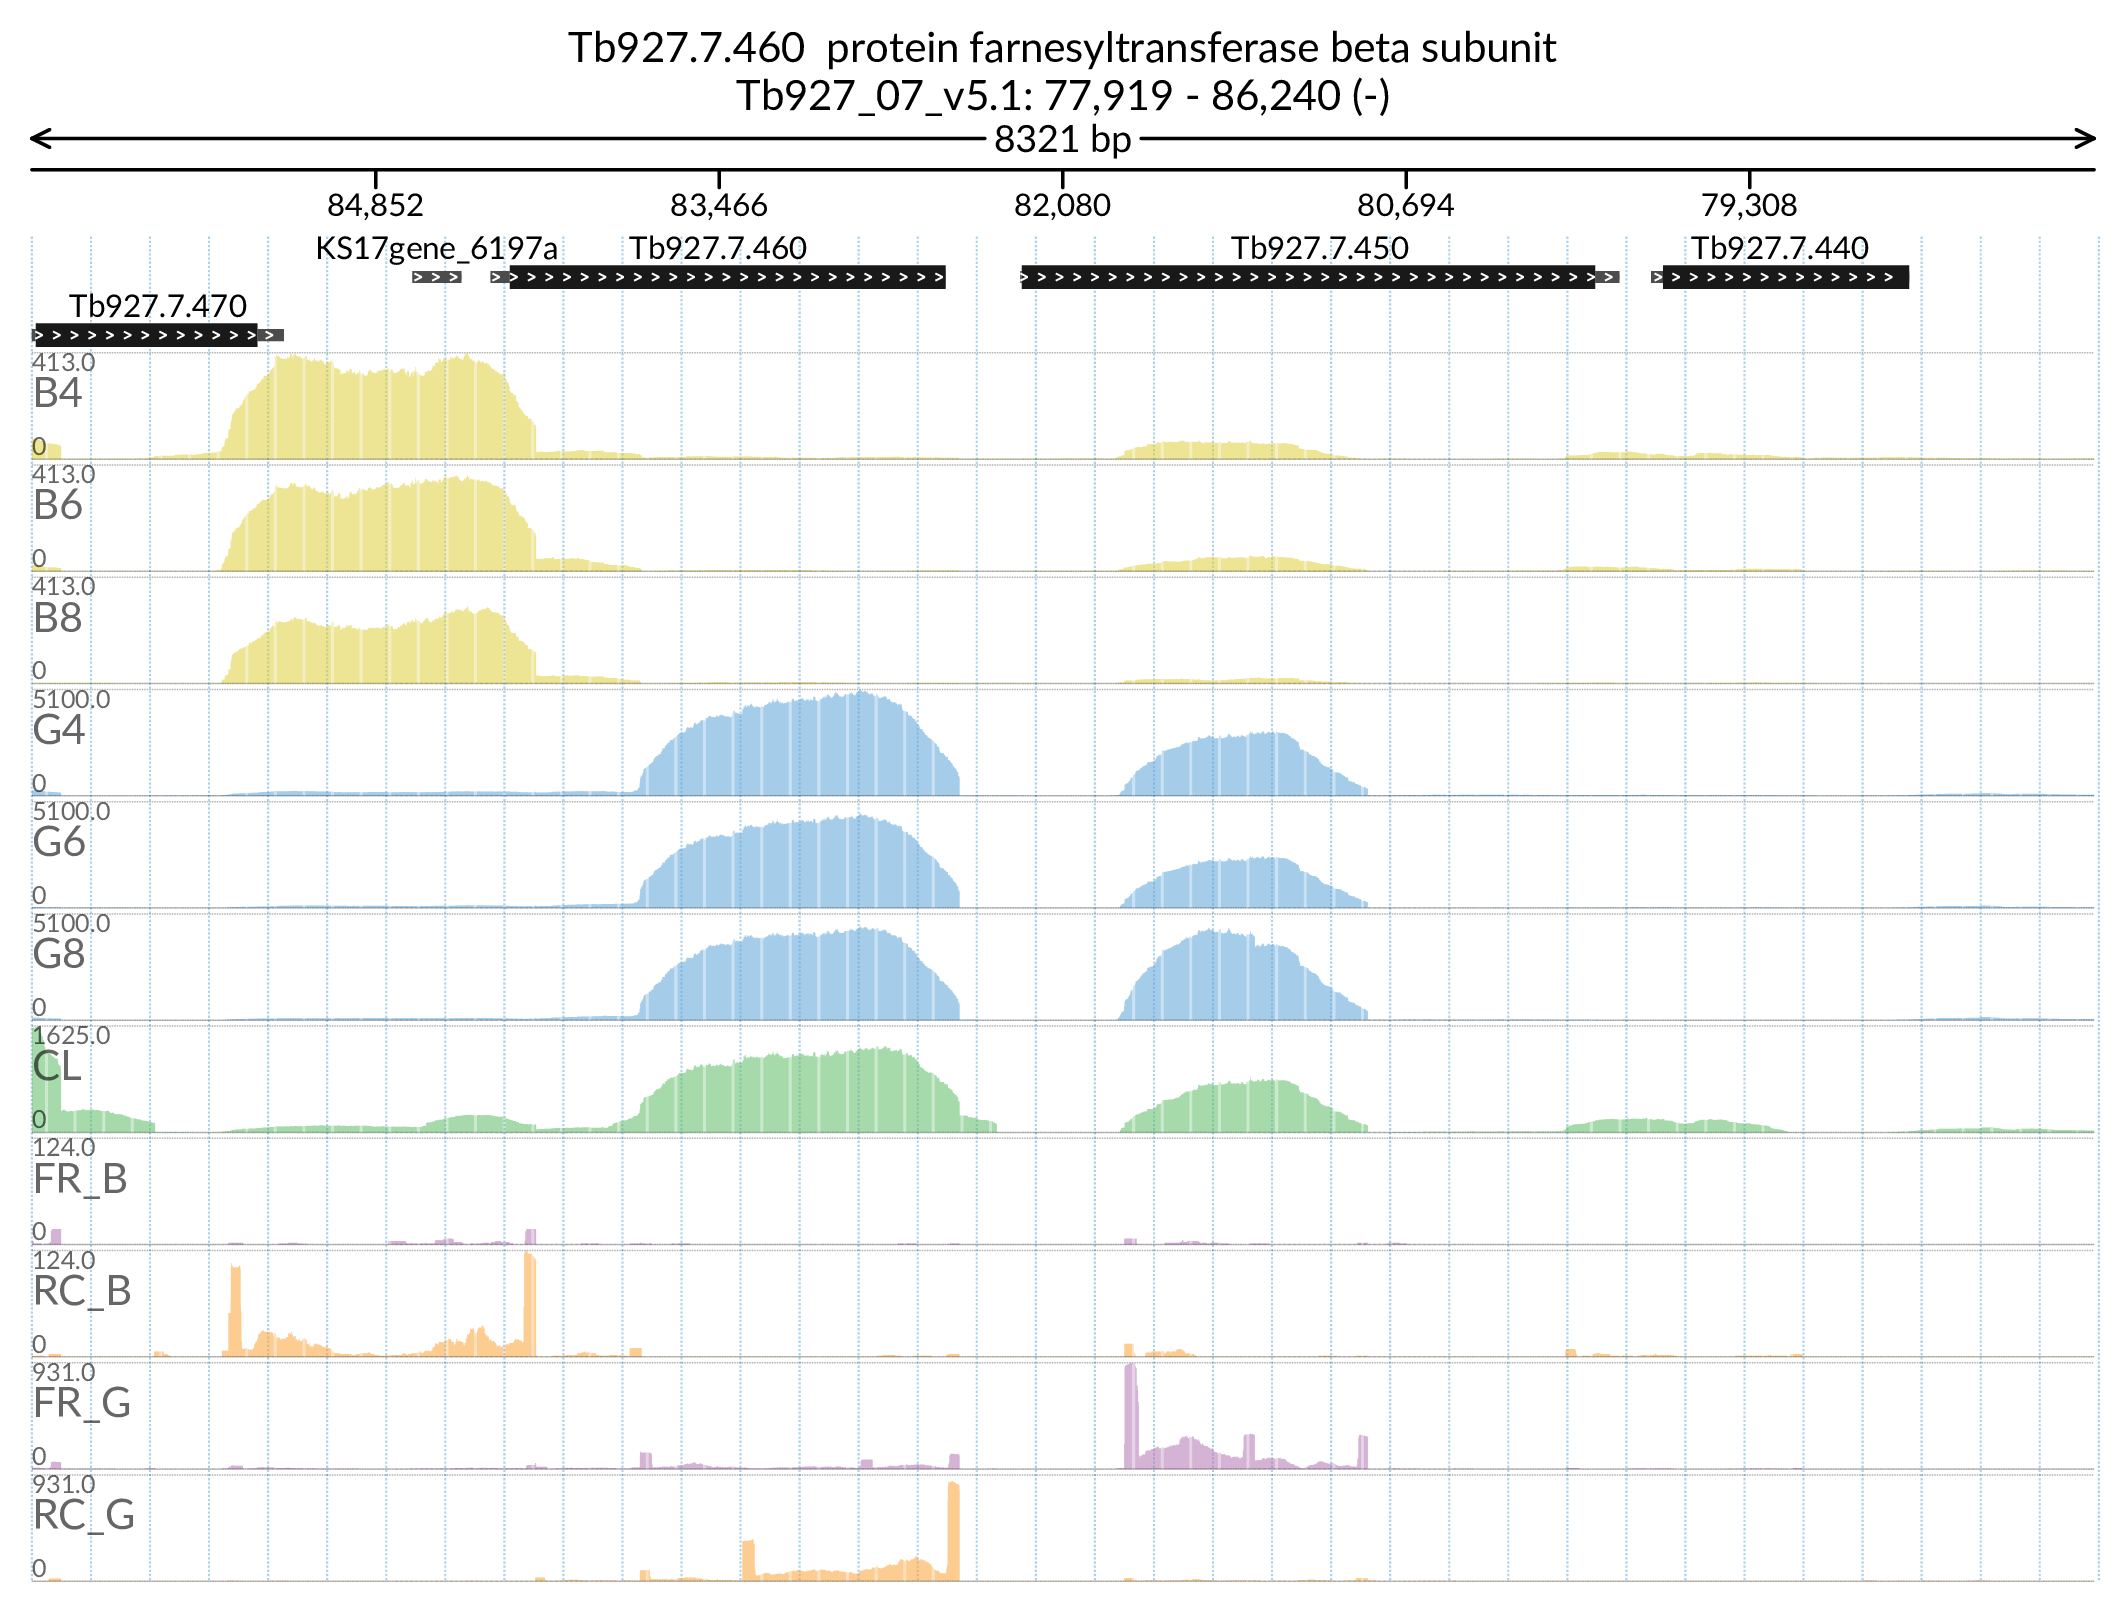 Tb927.7.460  protein farnesyltransferase beta subunit
Tb927_07_v5.1: 77,919 - 86,240 (-)
8321 bp
84,852 83,466 82,080 80,694 79,308
KS17gene_6197a Tb927.7.460 Tb927.7.450 Tb927.7.440
Tb927.7.470
413.0
B4
0
413.0
B6
0
413.0
B8
0
5100.0
G4
0
5100.0
G6
0
5100.0
G8
0
1625.0
CL
0
124.0
FR_B
0
124.0
RC_B
0
931.0
FR_G
0
931.0
RC_G
0